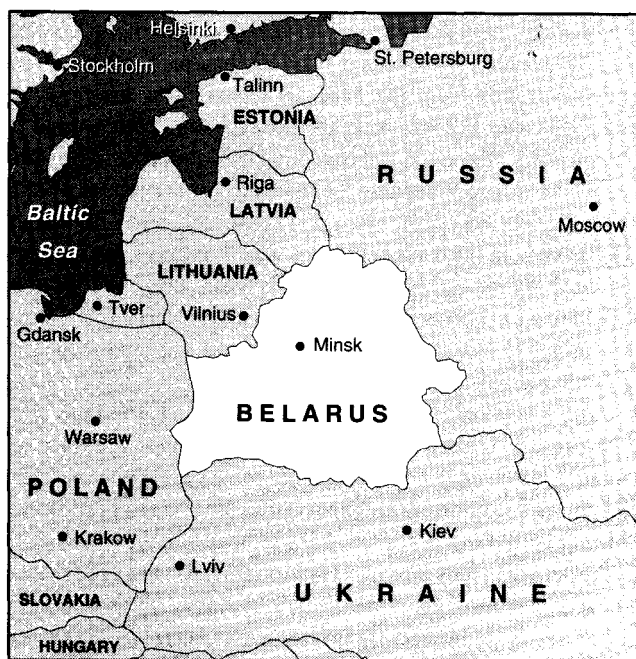 Helsinki
St. Petersburg
Stockholm
Talinn
ESTONIA
RUSSIA
Riga
LATVIA
Moscow
Baltic
Sea
LITHUANIA
Tver
Vilnius
Gdansk
Minsk
BELARUS
Warsaw
POLAND
Kiev
Krakow
Lviv
UKRAINE
SLOVAKIA
HUNGARY